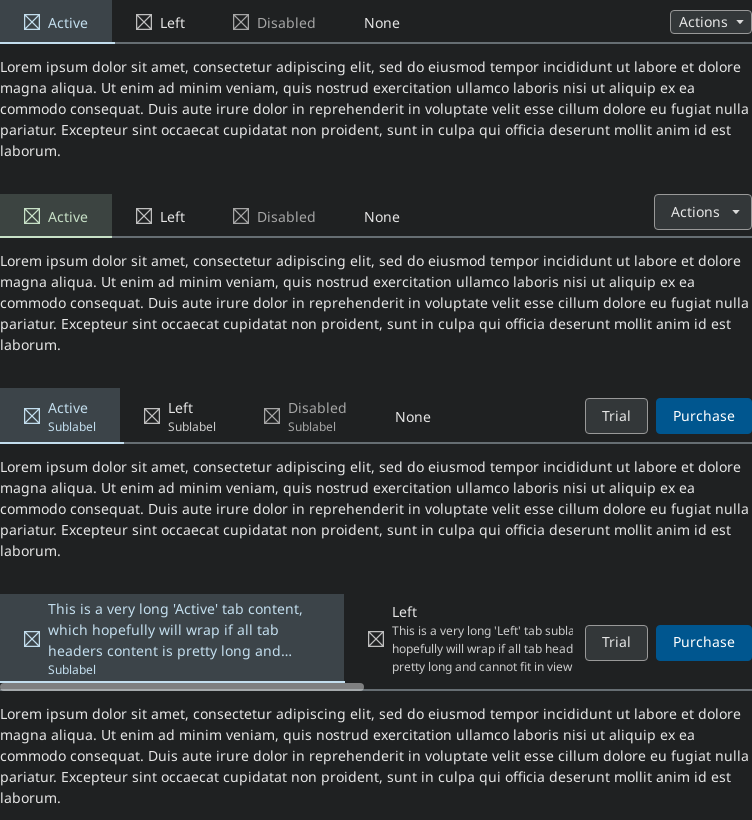 Active Left Disabled None Actions
Lorem ipsum dolor sit amet, consectetur adipiscing elit, sed do eiusmod tempor incididunt ut labore et dolore
magna aliqua. Ut enim ad minim veniam, quis nostrud exercitation ullamco laboris nisi ut aliquip ex ea
commodo consequat. Duis aute irure dolor in reprehenderit in voluptate velit esse cillum dolore eu fugiat nulla
pariatur. Excepteur sint occaecat cupidatat non proident, sunt in culpa qui officia deserunt mollit anim id est
laborum.
Active Left Disabled None Actions
Lorem ipsum dolor sit amet, consectetur adipiscing elit, sed do eiusmod tempor incididunt ut labore et dolore
magna aliqua. Ut enim ad minim veniam, quis nostrud exercitation ullamco laboris nisi ut aliquip ex ea
commodo consequat. Duis aute irure dolor in reprehenderit in voluptate velit esse cillum dolore eu fugiat nulla
pariatur. Excepteur sint occaecat cupidatat non proident, sunt in culpa qui officia deserunt mollit anim id est
laborum.
Active Left Disabled None Trial Purchase
Sublabel Sublabel Sublabel
Lorem ipsum dolor sit amet, consectetur adipiscing elit, sed do eiusmod tempor incididunt ut labore et dolore
magna aliqua. Ut enim ad minim veniam, quis nostrud exercitation ullamco laboris nisi ut aliquip ex ea
commodo consequat. Duis aute irure dolor in reprehenderit in voluptate velit esse cillum dolore eu fugiat nulla
pariatur. Excepteur sint occaecat cupidatat non proident, sunt in culpa qui officia deserunt mollit anim id est
laborum.
This is a very long 'Active' tab content,
which hopefully will wrap if all tab
headers content is pretty long and...
Sublabel
Left
This is a very long 'Left' tab subla
hopefully will wrap if all tab head
pretty long and cannot fit in view
Trial Purchase
Lorem ipsum dolor sit amet, consectetur adipiscing elit, sed do eiusmod tempor incididunt ut labore et dolore
magna aliqua. Ut enim ad minim veniam, quis nostrud exercitation ullamco laboris nisi ut aliquip ex ea
commodo consequat. Duis aute irure dolor in reprehenderit in voluptate velit esse cillum dolore eu fugiat nulla
pariatur. Excepteur sint occaecat cupidatat non proident, sunt in culpa qui officia deserunt mollit anim id est
laborum.